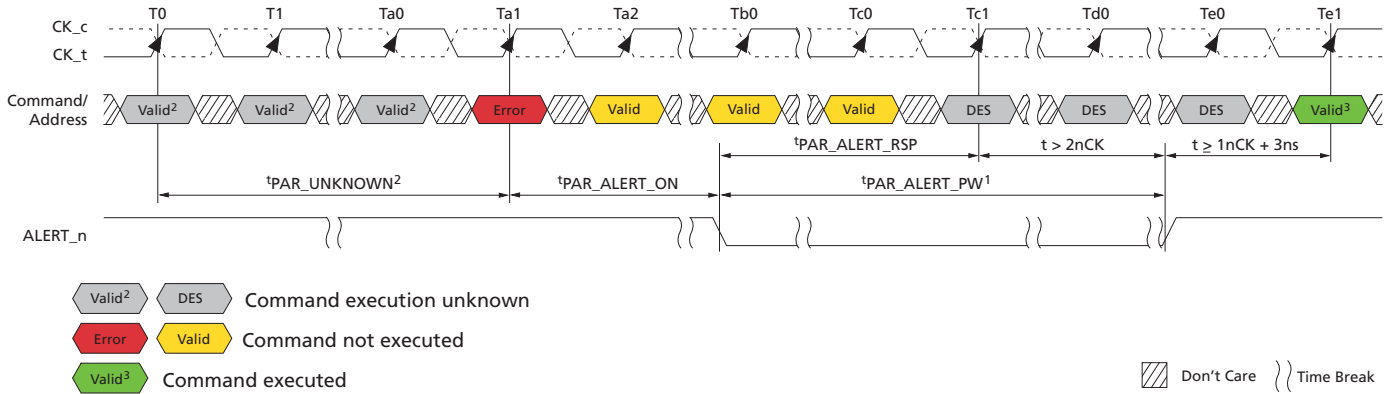 T0 T1 Ta0 Ta1 Ta2 Tb0 Tc0 Tc1 Td0 Te0 Te1
CK_c
CK_t
Command/
Address
Valid² Valid² Valid² Error Valid Valid Valid DES DES DES Valid³
tPAR_ALERT_RSP t > 2nCK t ≥ 1nCK + 3ns
tPAR_UNKNOWN² tPAR_ALERT_ON tPAR_ALERT_PW¹
ALERT_n
Valid² DES Command execution unknown
Error Valid Command not executed
Valid³ Command executed
Don't Care Time Break